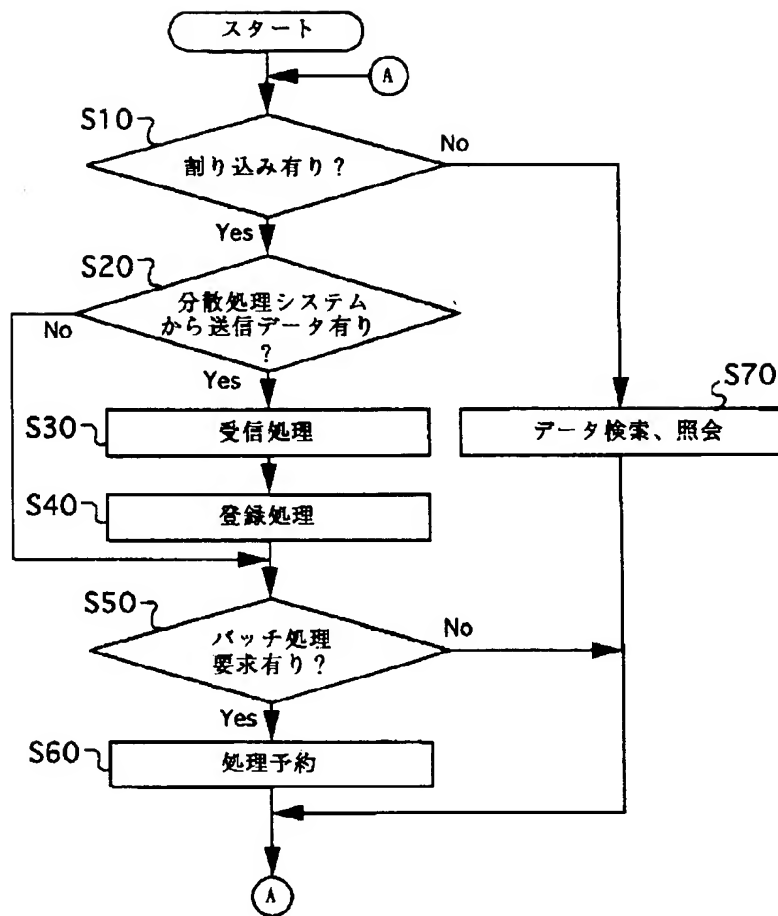 スタート
A
S10
割り込み有り?
No
Yes
S20
分散処理システム
から送信データ有り
?
No
Yes
S30
受信処理
S70
データ検索、照会
S40
登録処理
S50
バッチ処理
要求有り?
No
Yes
S60
処理予約
A